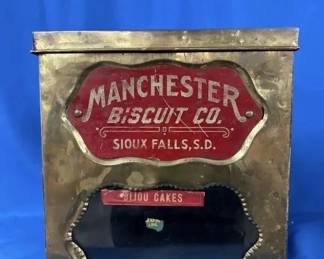 MANCHESTER
BISCUIT CO.
SIOUX FALLS, S.D.
BIJOU CAKES